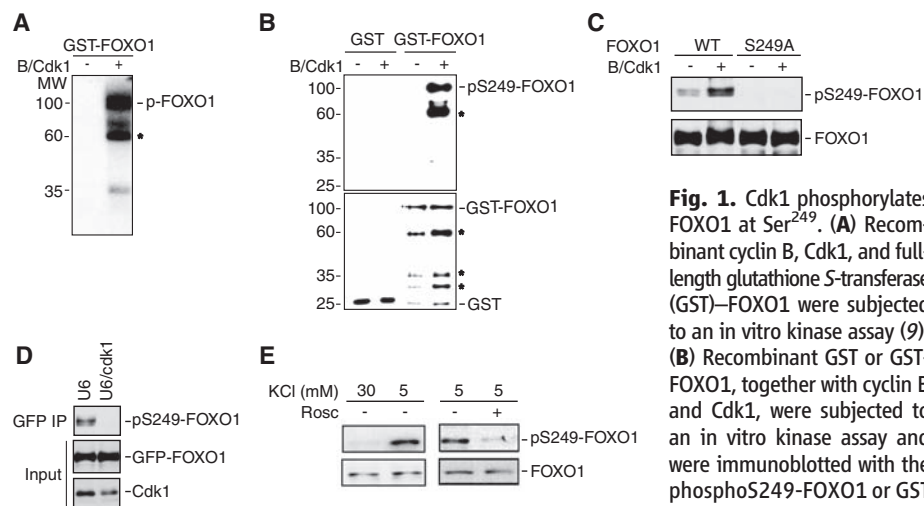 A
GST-FOXO1
B/Cdk1 - +
MW
100-
60-
35-
-p-FOXO1
*
B
GST GST-FOXO1
B/Cdk1 - + - +
100-
60-
35-
25-
-pS249-FOXO1
*
100-
60-
35-
25-
-GST-FOXO1
*
*
*
-GST
C
FOXO1 WT S249A
B/Cdk1 - + - +
-pS249-FOXO1
-FOXO1
D
U6 U6/cdk1
GFP IP -pS249-FOXO1
Input
-GFP-FOXO1
-Cdk1
E
KCl (mM) 30 5 5 5
Rosc - - - +
-pS249-FOXO1
-FOXO1
Fig. 1. Cdk1 phosphorylates
FOXO1 at Ser249. (A) Recom-
binant cyclin B, Cdk1, and full-
length glutathione S-transferase
(GST)–FOXO1 were subjected
to an in vitro kinase assay (9)
(B) Recombinant GST or GST-
FOXO1, together with cyclin B
and Cdk1, were subjected to
an in vitro kinase assay and
were immunoblotted with the
phosphoS249-FOXO1 or GST